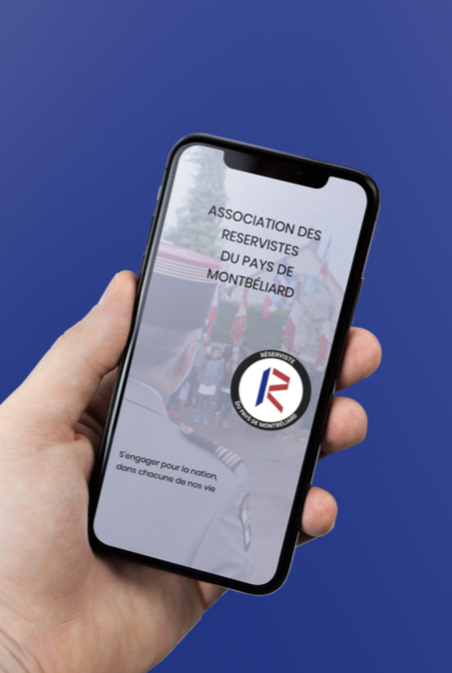 ASSOCIATION DES
RESERVISTES
DU PAYS DE
MONTBÉLIARD
RÉSERVISTE
R
DU PAYS DE MONTBÉLIARD
S'engager pour la nation,
dans chacune de nos vie